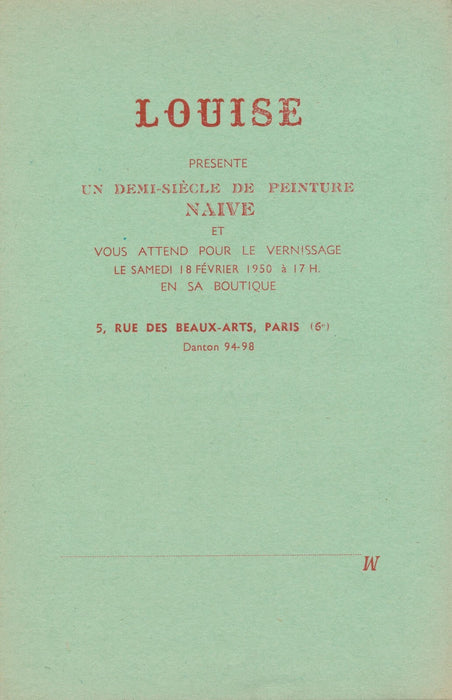 LOUISE
PRESENTE
UN DEMI-SIÈCLE DE PEINTURE
NAIVE
ET
VOUS ATTEND POUR LE VERNISSAGE
LE SAMEDI 18 FÉVRIER 1950 à 17 H.
EN SA BOUTIQUE
5, RUE DES BEAUX-ARTS, PARIS (6e)
Danton 94-98
M